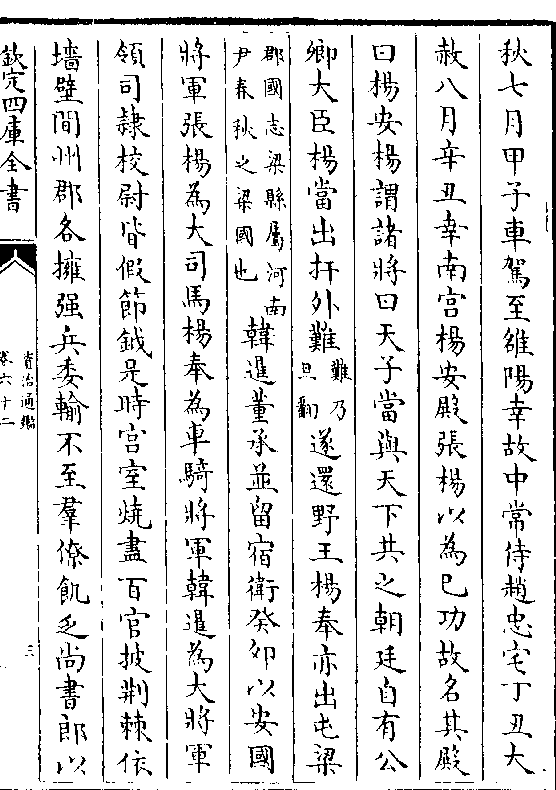 秋七月甲子車駕至雒陽幸故中常侍趙忠宅丁丑大
赦八月辛丑幸南宫楊安殿張楊以為已功故名其殿
曰楊安楊謂諸將曰天子當與天下共之朝廷自有公
卿大臣楊當出扞外難難乃旦翻遂還野王楊奉亦出屯梁
郡國志梁縣屬河南尹春秋之梁國也韓暹董承並留宿衛癸卯以安國
將軍張楊為大司馬楊奉為車騎將軍韓暹為大將軍
領司隷校尉皆假節鉞是時宫室燒盡百官披荆棘依
墻壁間州郡各擁强兵委輸不至羣僚飢乏尚書郎以
欽定四庫全書
資治通鑑
卷六十二
三